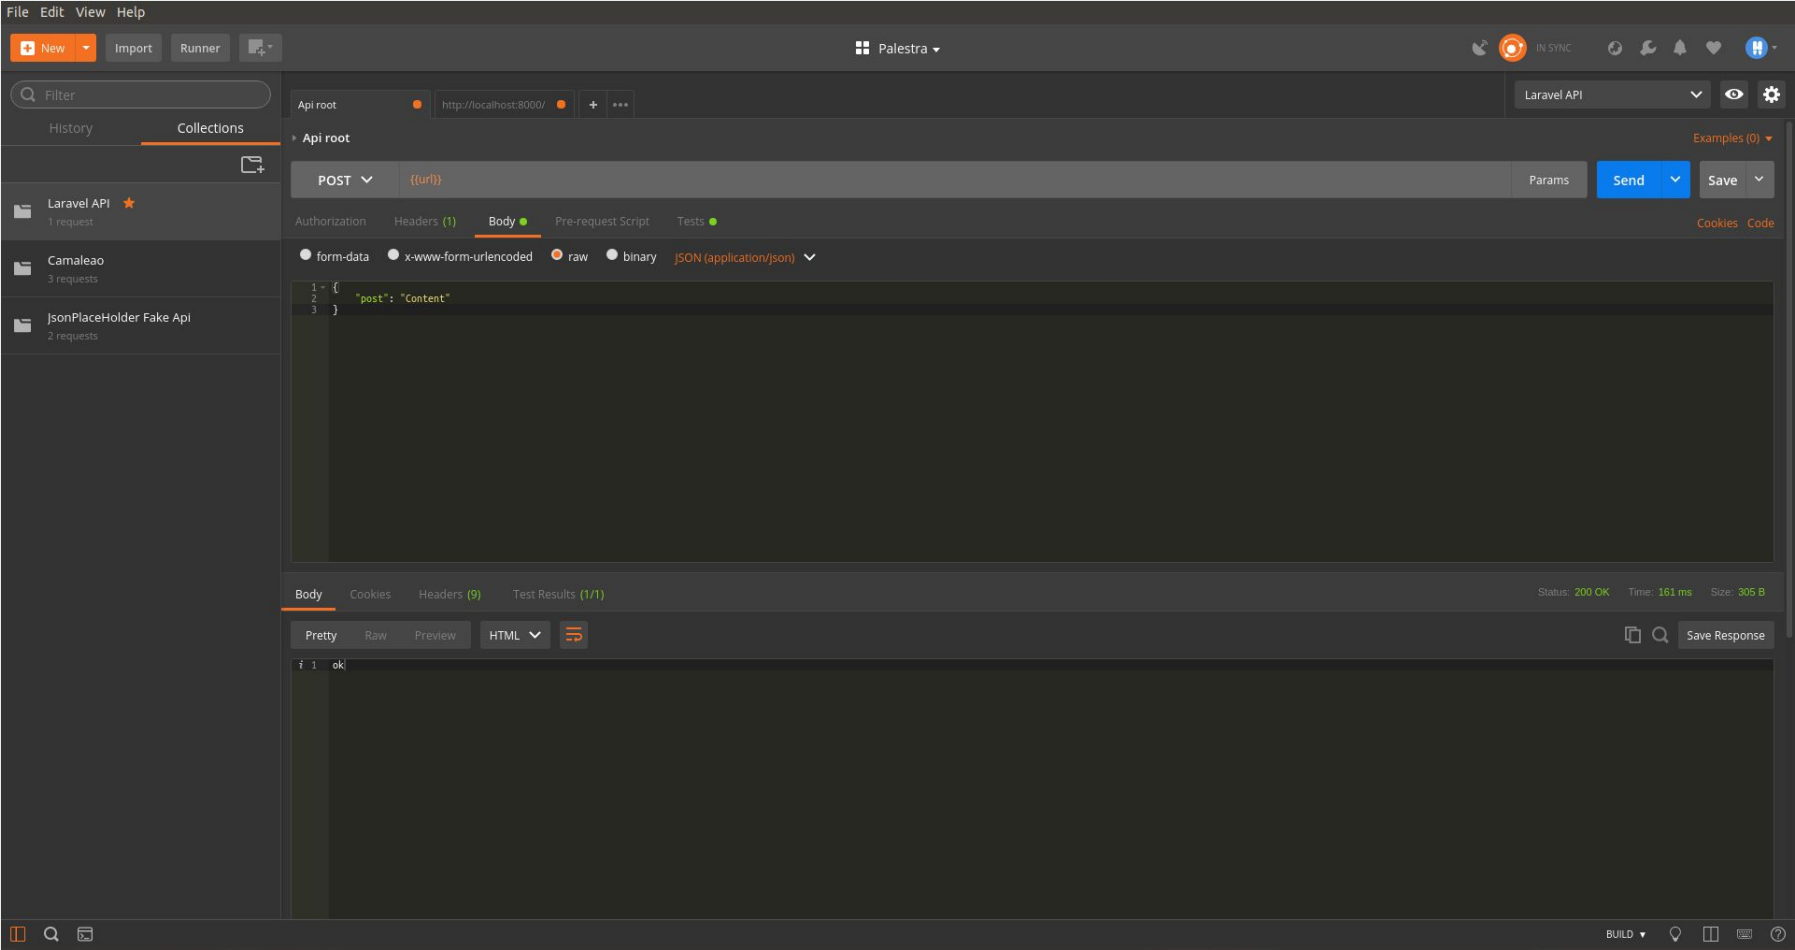 File Edit View Help
New Import Runner Palestra IN SYNC
Filter
History Collections
Laravel API
1 request
Camaleao
3 requests
JsonPlaceHolder Fake Api
2 requests
Api root http://localhost:8000/ + Laravel API
Api root Examples (0)
POST {{url}} Params Send Save
Authorization Headers (1) Body Pre-request Script Tests Cookies Code
form-data x-www-form-urlencoded raw binary JSON (application/json)
1 {
2 "post": "Content"
3 }
Body Cookies Headers (9) Test Results (1/1) Status: 200 OK Time: 161 ms Size: 305 B
Pretty Raw Preview HTML Save Response
i 1 ok
BUILD